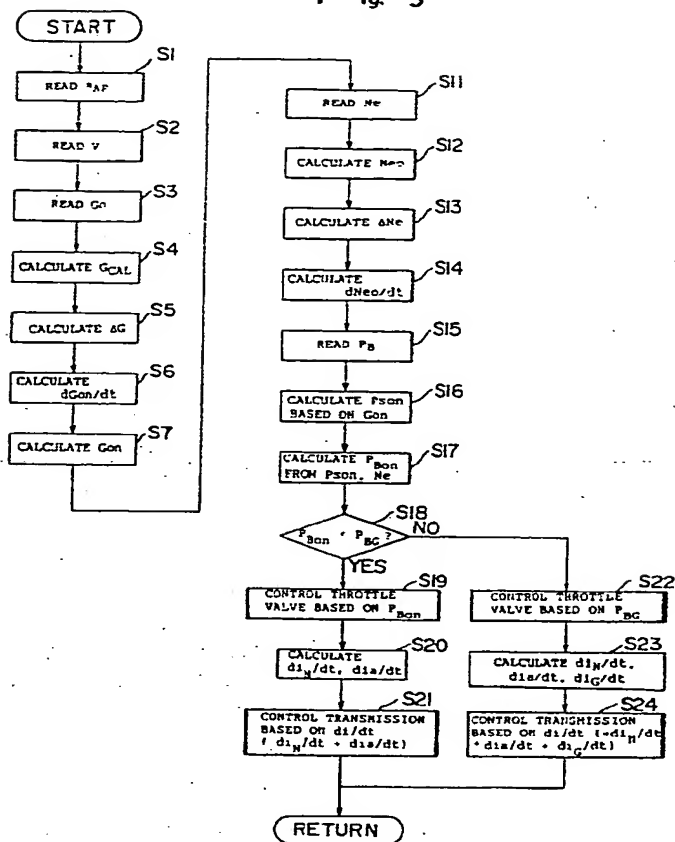 START
S1
READ
S2
READ V
S3
READ Go
S4
CALCULATE GCAL
S5
CALCULATE ΔG
S6
CALCULATE
dGon/dt
S7
CALCULATE Gon
S11
READ Ne
S12
CALCULATE Neo
S13
CALCULATE ΔNe
S14
CALCULATE
dNeo/dt
S15
READ PB
S16
CALCULATE Pson
BASED ON Gon
S17
CALCULATE PBon
FROM Pson, Ne
S18
PBon PBG ?
NO
YES
S19
CONTROL THROTTLE
VALVE BASED ON PBon
S20
CALCULATE
diN/dt, dia/dt
S21
CONTROL TRANSMISSION
BASED ON di/dt
( diN/dt + dia/dt)
S22
CONTROL THROTTLE
VALVE BASED ON PBG
S23
CALCULATE diN/dt,
dia/dt, diG/dt
S24
CONTROL TRANSMISSION
BASED ON di/dt (=diN/dt
+ dia/dt + diG/dt)
RETURN